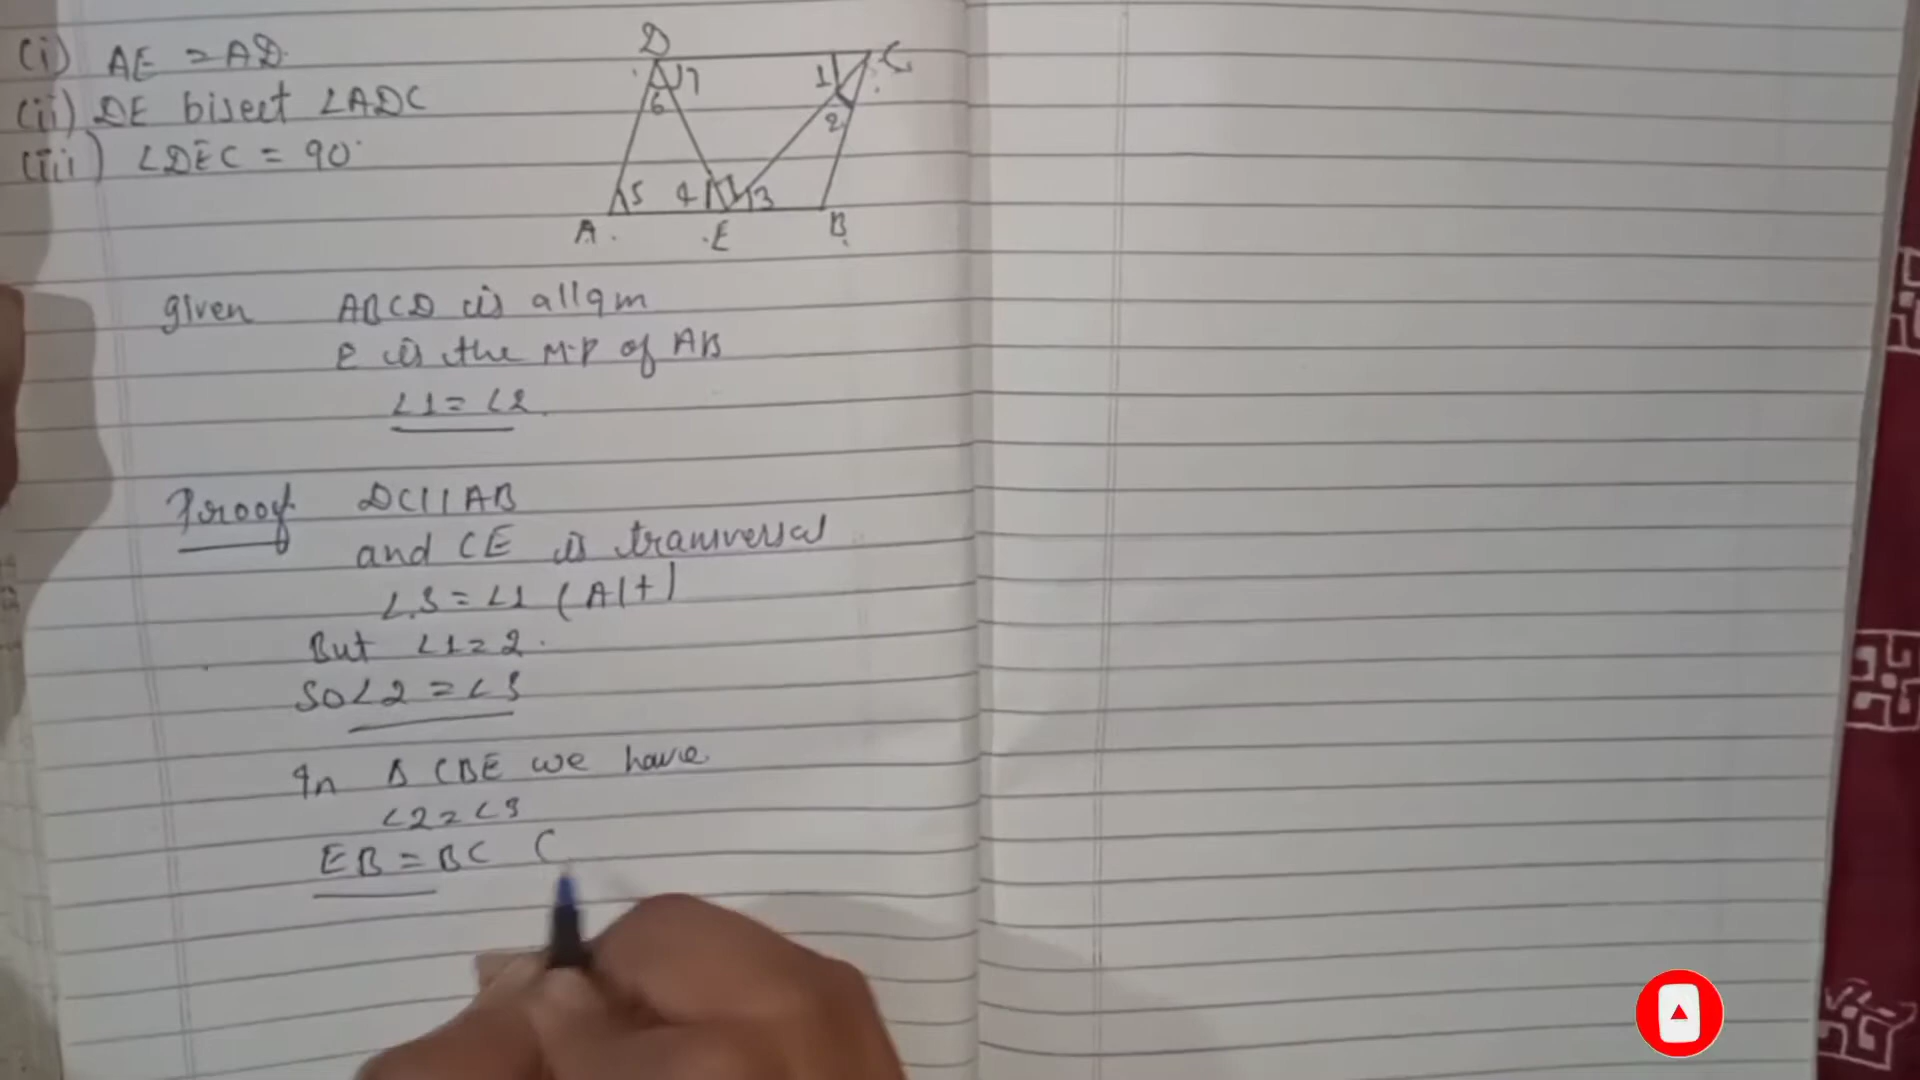 (i) AE = AD
(ii) DE bisect ∠ADC
(iii) ∠DEC = 90°
D
C
7
1
6
2
5
4
3
A
E
B
given ABCD is a llgm
E is the M.P of AB
∠1 = ∠2
Proof DC || AB
and CE is tranversal
∠3 = ∠1 (Alt)
But ∠1 = 2.
SO ∠2 = ∠3
In Δ CBE we have
∠2 = ∠3
EB = BC (